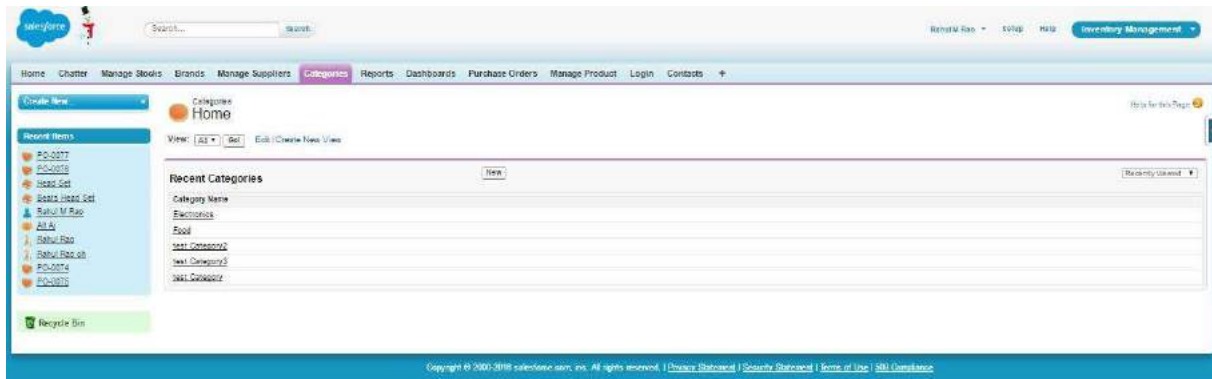 salesforce
Search... Search
Rahul M Rao Setup Help Inventory Management
Home Chatter Manage Stocks Brands Manage Suppliers Categories Reports Dashboards Purchase Orders Manage Product Login Contacts +
Create New...
Recent Items
PO-0077
PO-0076
Head Set
Beats Head Set
Rahul M Rao
Rahul Rao
Rahul Rao
PO-0074
PO-0075
Recycle Bin
Categories
Home
Help for this Page
View: All Go! Edit | Create New View
Recent Categories New Recently Viewed
Category Name
Electronics
Food
test Category2
test Category3
test Category
Copyright © 2000-2016 salesforce.com, inc. All rights reserved. | Privacy Statement | Security Statement | Terms of Use | 508 Compliance